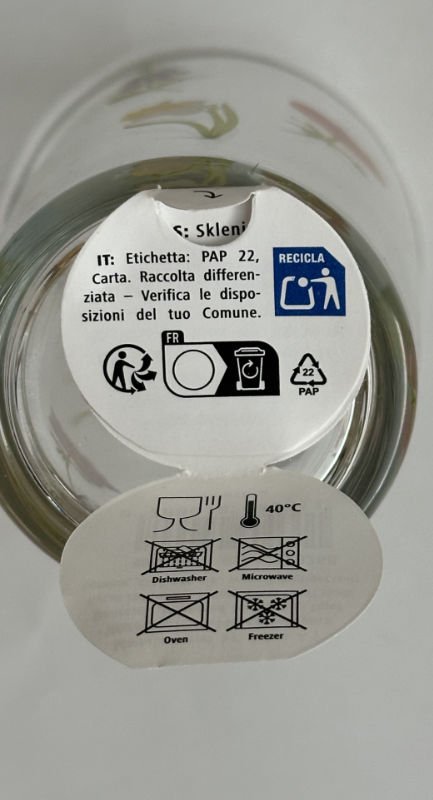 S: Skleni
IT: Etichetta: PAP 22,
Carta. Raccolta differen-
ziata – Verifica le dispo-
sizioni del tuo Comune.
RECICLA
FR
22
PAP
40°C
Dishwasher
Microwave
Oven
Freezer